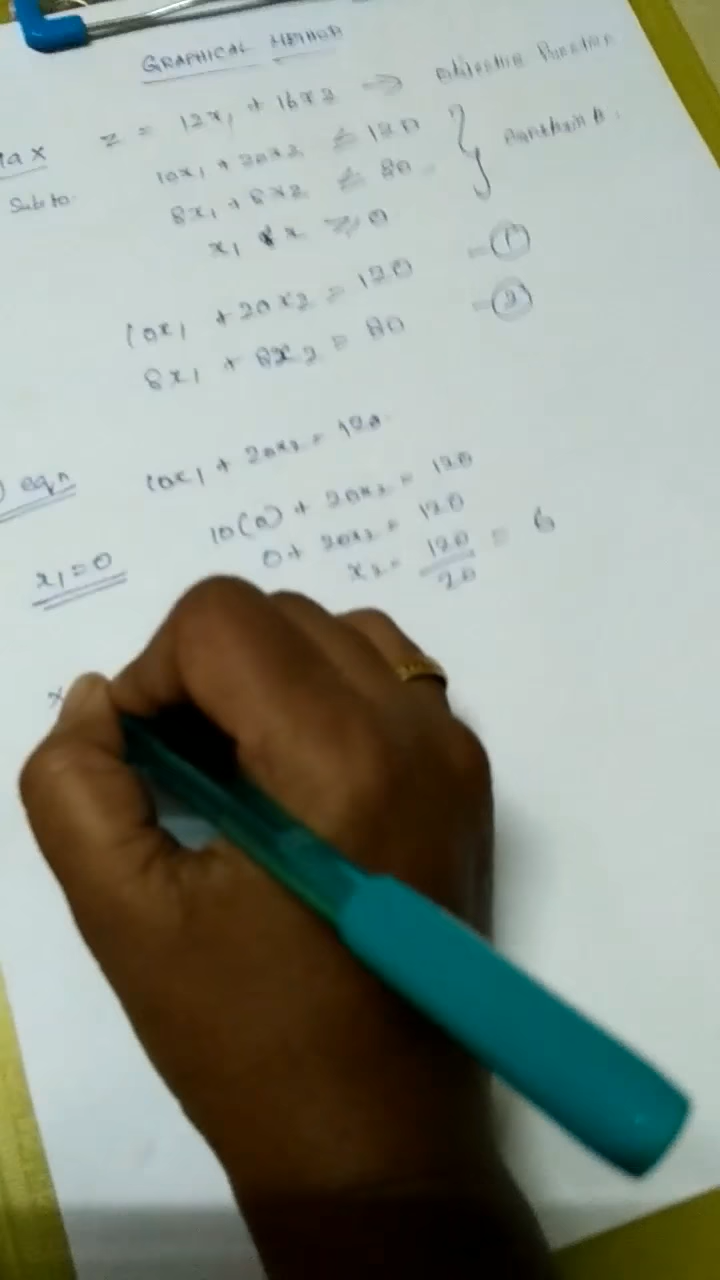 GRAPHICAL METHOD
Max Z = 12x₁ + 16x₂ → Objective Function
Sub to 10x₁ + 20x₂ ≤ 120
8x₁ + 8x₂ ≤ 80
x₁ & x ≥ 0
10x₁ + 20x₂ = 120 -①
8x₁ + 8x₂ = 80 -②
) eqn 10x₁ + 20x₂ = 120
x₁ = 0 10(0) + 20x₂ = 120
0 + 20x₂ = 120
x₂ = 120/20 = 6
x